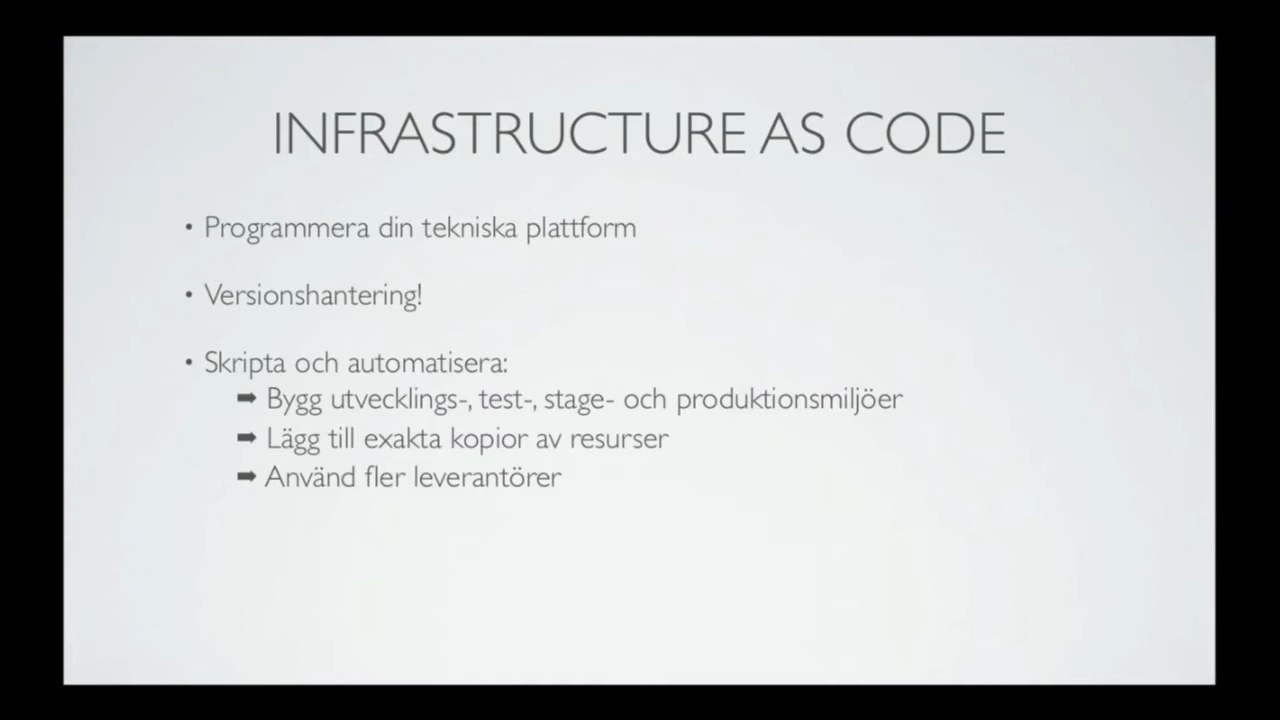 INFRASTRUCTURE AS CODE
• Programmera din tekniska plattform
• Versionshantering!
• Skripta och automatisera:
➡ Bygg utvecklings-, test-, stage- och produktionsmiljöer
➡ Lägg till exakta kopior av resurser
➡ Använd fler leverantörer